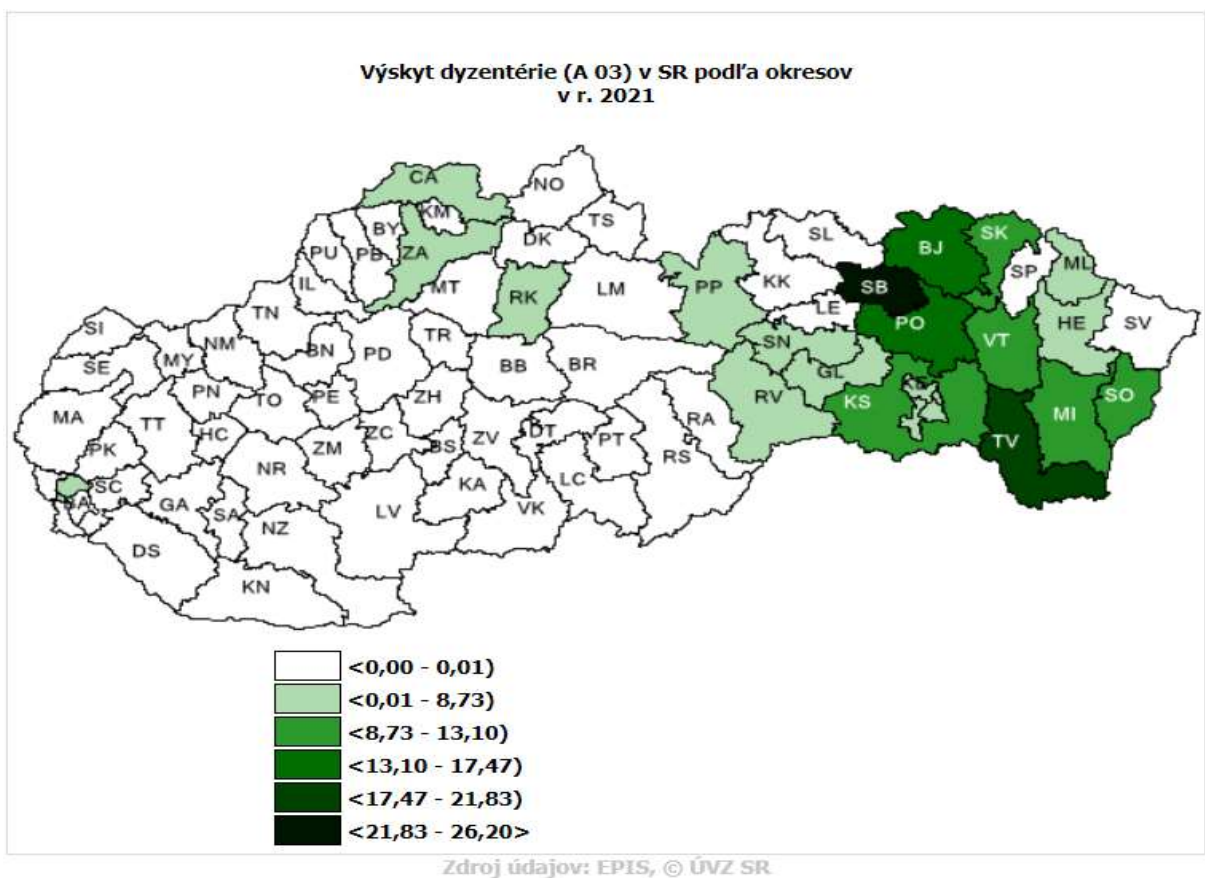 Výskyt dyzentérie (A 03) v SR podľa okresov
v r. 2021
CA
NO
KM
TS
BY
PU
PB
ZA
DK
SL
BJ
SK
SP
ML
IL
MT
RK
LM
PP
KK
SB
TN
LE
PO
HE
SV
SI
NM
BN
PD
TR
SN
VT
SE
MY
BB
BR
GL
PN
TO
PE
ZH
RV
KS
KE
SO
MA
TT
HC
RA
MI
ZM
ZC
BS
ZV
DT
PT
TV
PK
NR
RS
SC
KA
LC
BA
GA
SA
LV
VK
NZ
DS
KN
<0,00 - 0,01)
<0,01 - 8,73)
<8,73 - 13,10)
<13,10 - 17,47)
<17,47 - 21,83)
<21,83 - 26,20>
Zdroj údajov: EPIS, © ÚVZ SR